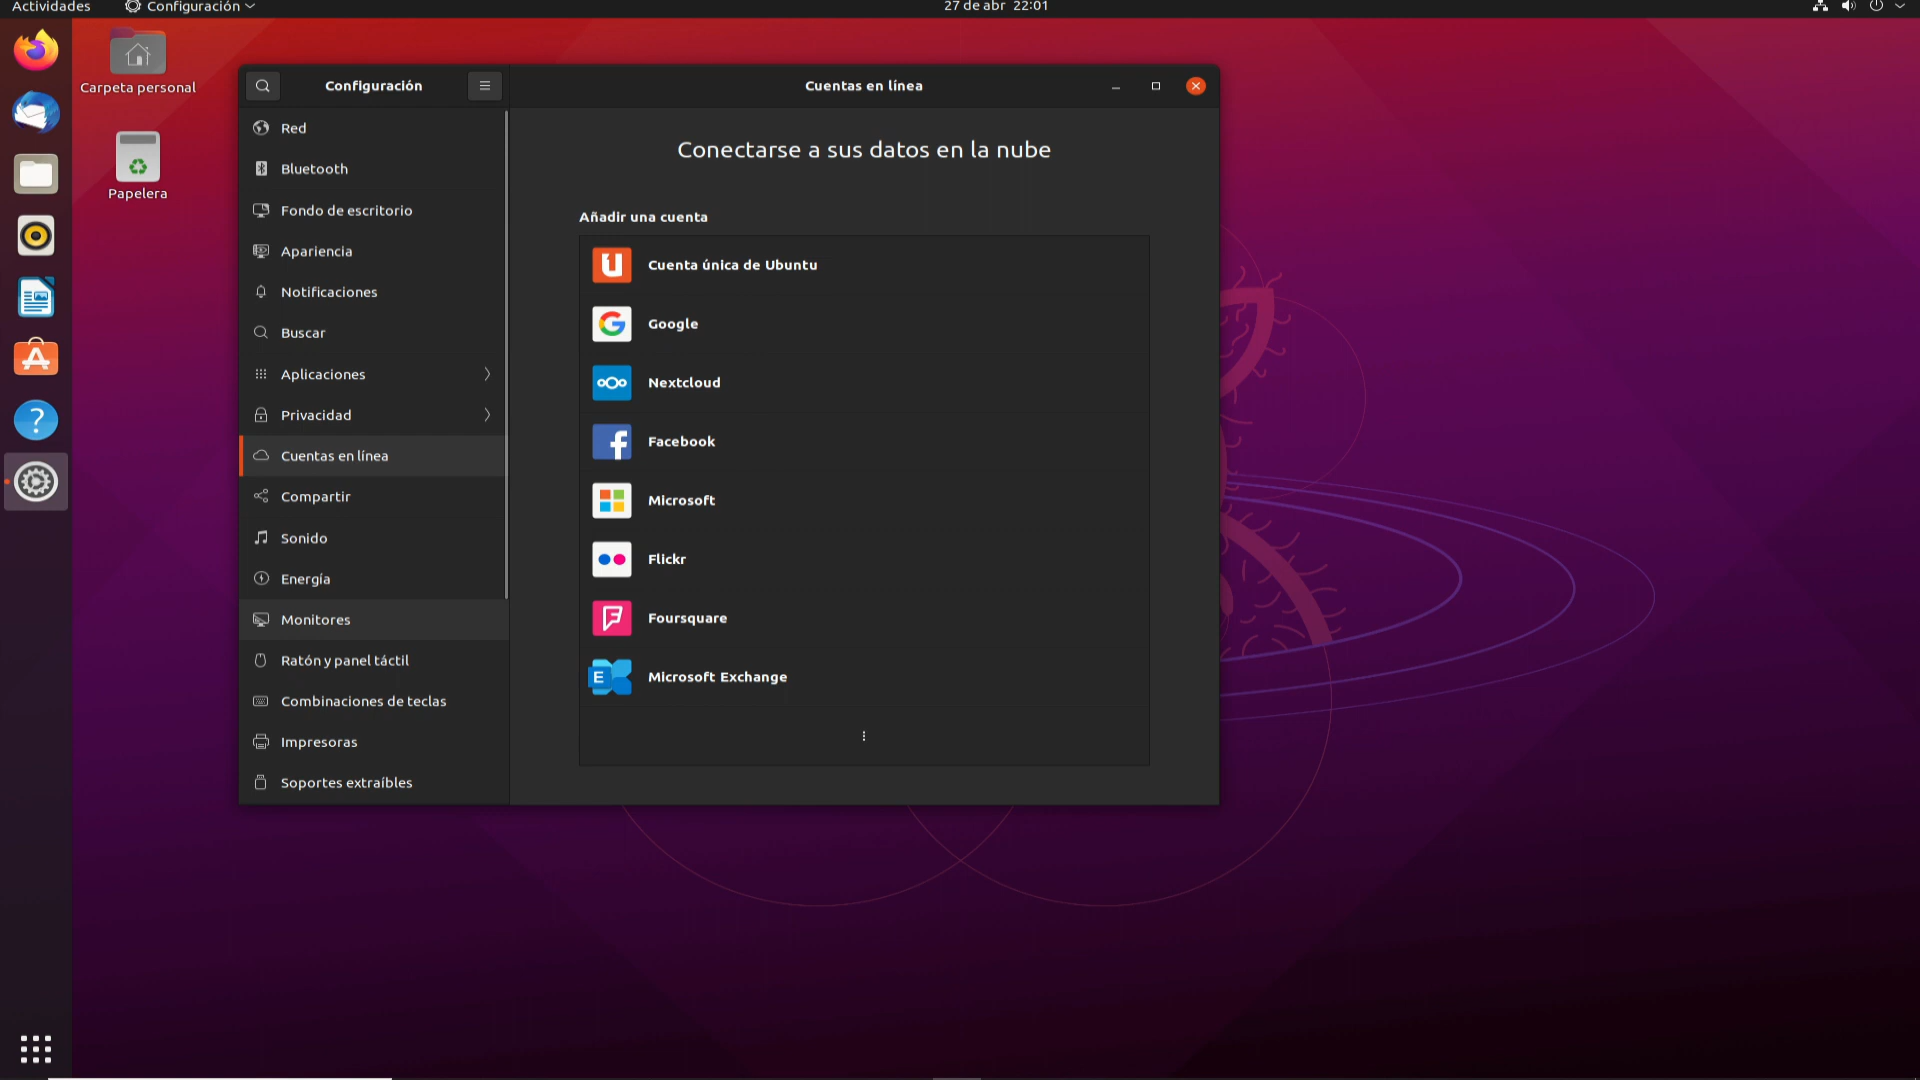 Actividades
Configuración
27 de abr 22:01
Carpeta personal
Papelera
Configuración
Cuentas en línea
Red
Bluetooth
Fondo de escritorio
Apariencia
Notificaciones
Buscar
Aplicaciones
Privacidad
Cuentas en línea
Compartir
Sonido
Energía
Monitores
Ratón y panel táctil
Combinaciones de teclas
Impresoras
Soportes extraíbles
Conectarse a sus datos en la nube
Añadir una cuenta
Cuenta única de Ubuntu
Google
Nextcloud
Facebook
Microsoft
Flickr
Foursquare
Microsoft Exchange